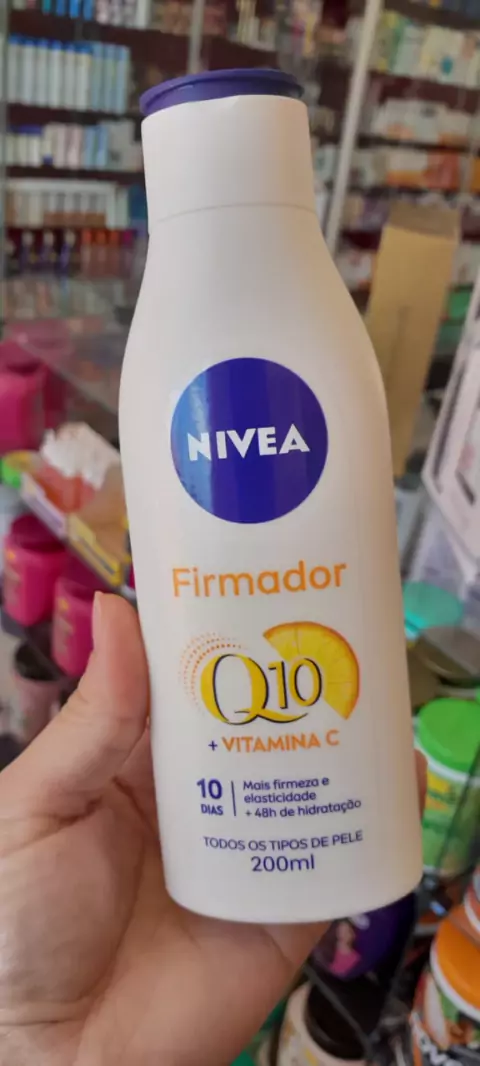 NIVEA
Firmador
Q10
+ VITAMINA C
10
DIAS
Mais firmeza e
elasticidade
+ 48h de hidratação
TODOS OS TIPOS DE PELE
200ml